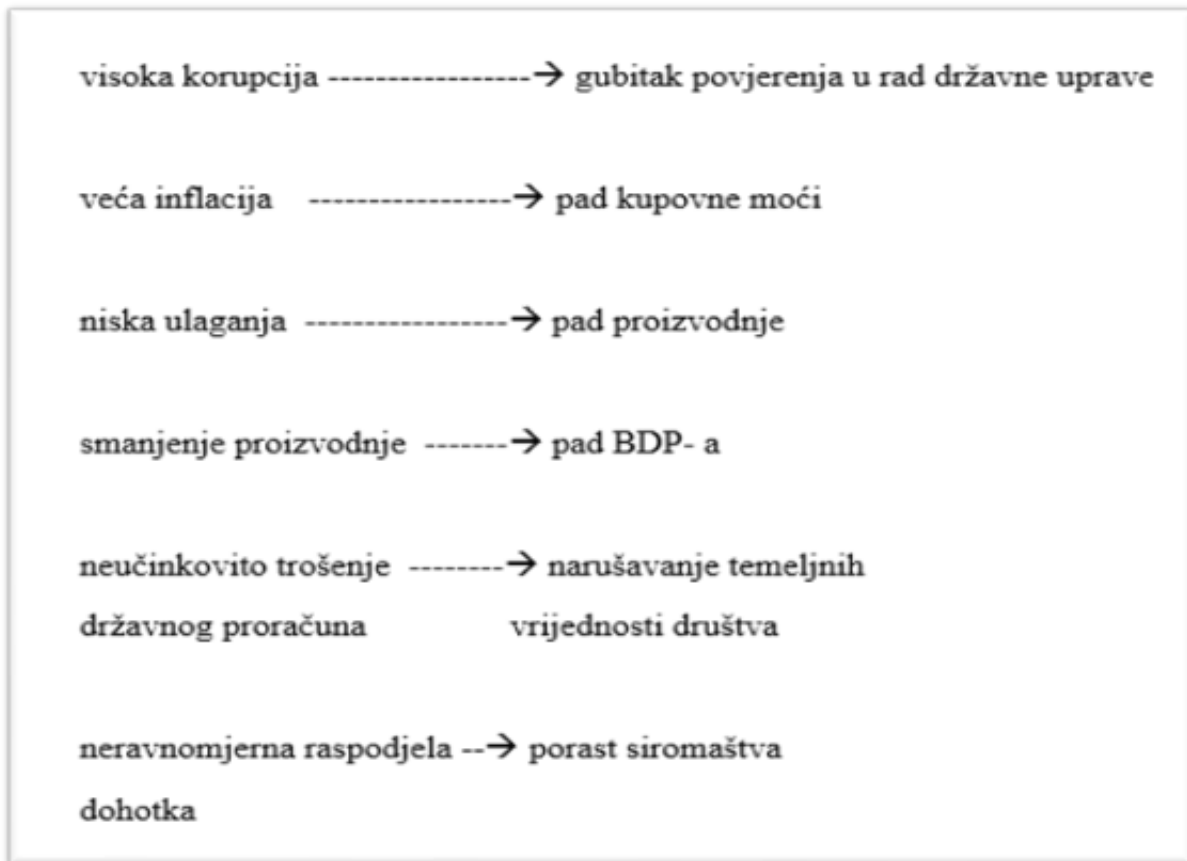 visoka korupcija -----------------→ gubitak povjerenja u rad državne uprave
veća inflacija -----------------→ pad kupovne moći
niska ulaganja -----------------→ pad proizvodnje
smanjenje proizvodnje -------→ pad BDP- a
neučinkovito trošenje --------→ narušavanje temeljnih
državnog proračuna vrijednosti društva
neravnomjerna raspodjela --→ porast siromaštva
dohotka